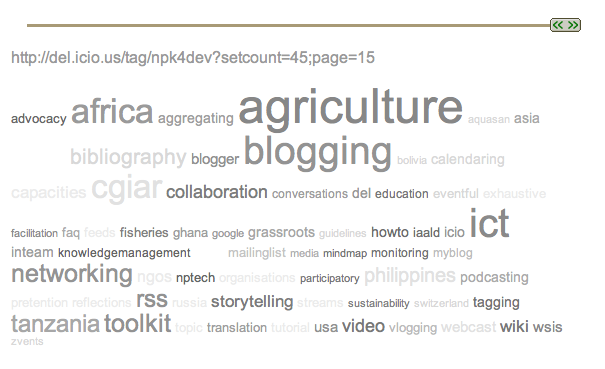 http://del.icio.us/tag/npk4dev?setcount=45;page=15
advocacy africa aggregating agriculture aquasan asia
bibliography blogger blogging bolivia calendaring
capacities cgiar collaboration conversations del education eventful exhaustive
facilitation faq feeds fisheries ghana google grassroots guidelines howto iaald icio ict
inteam knowledgemanagement mailinglist media mindmap monitoring myblog
networking ngos nptech organisations participatory philippines podcasting
pretention reflections rss russia storytelling streams sustainability switzerland tagging
tanzania toolkit topic translation tutorial usa video vlogging webcast wiki wsis
zvents